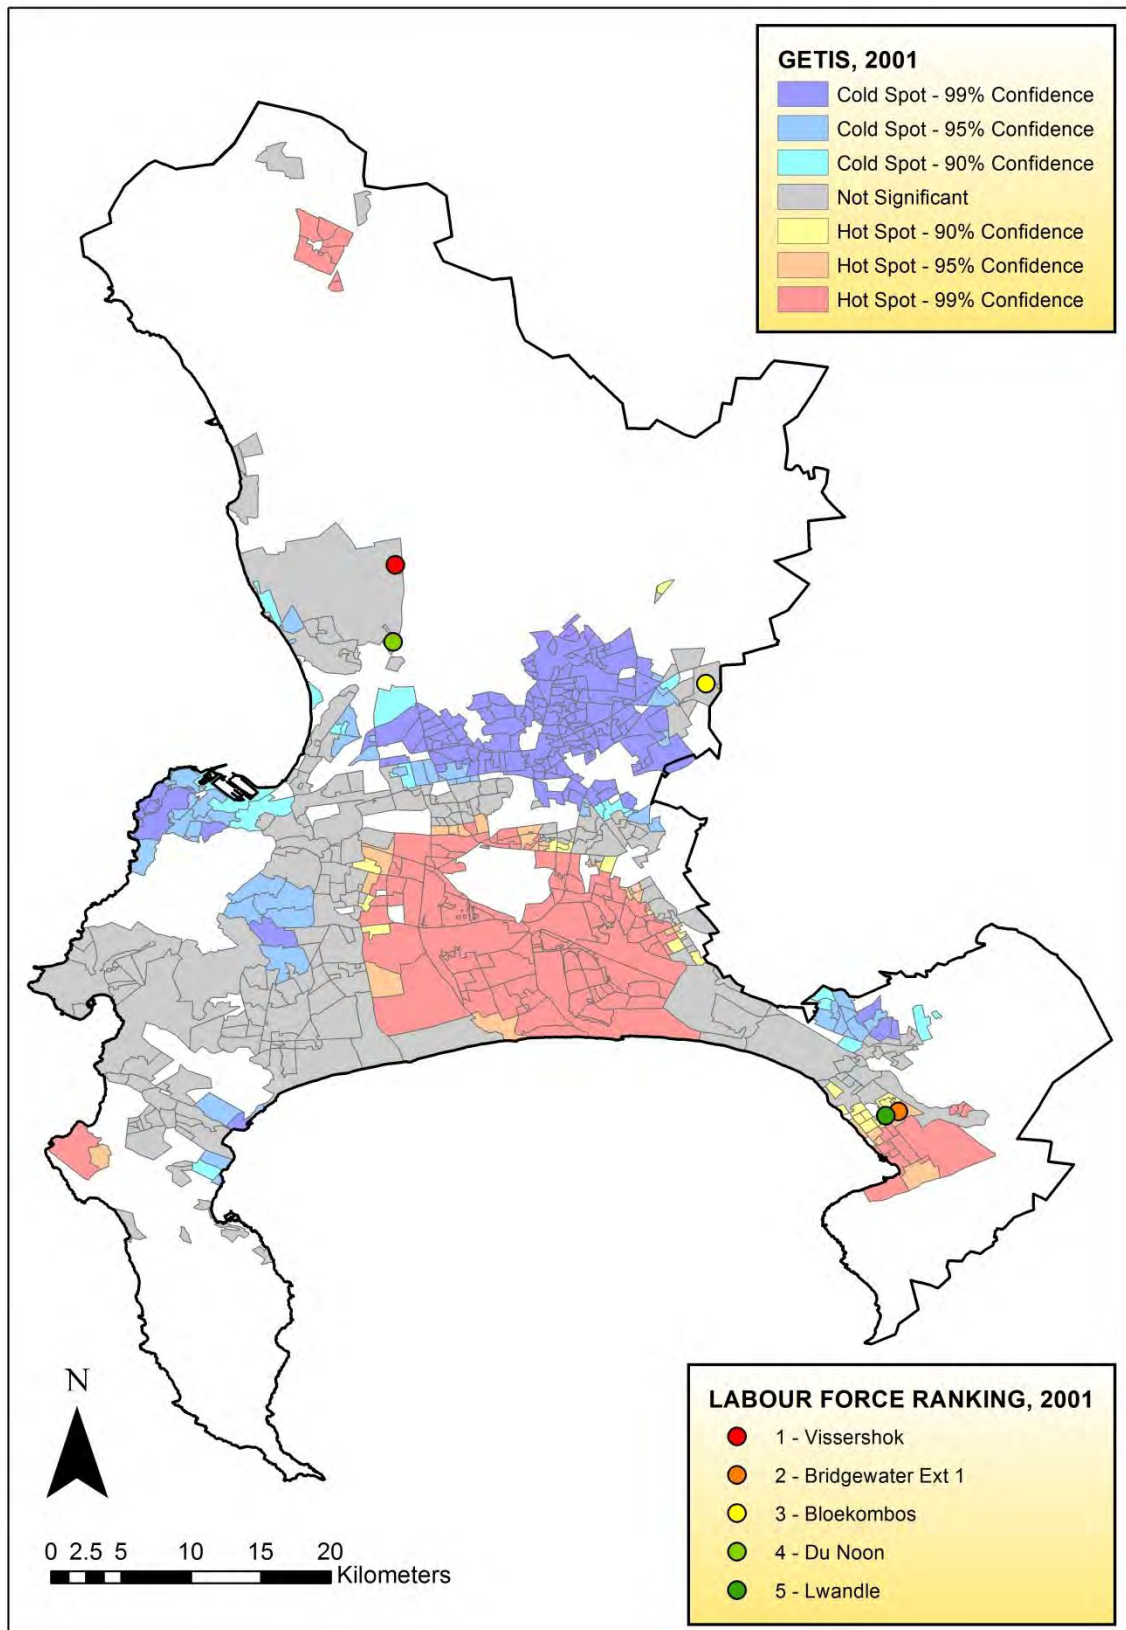 GETIS, 2001
Cold Spot - 99% Confidence
Cold Spot - 95% Confidence
Cold Spot - 90% Confidence
Not Significant
Hot Spot - 90% Confidence
Hot Spot - 95% Confidence
Hot Spot - 99% Confidence
N
0 2.5 5 10 15 20
Kilometers
LABOUR FORCE RANKING, 2001
1 - Vissershok
2 - Bridgewater Ext 1
3 - Bloekombos
4 - Du Noon
5 - Lwandle